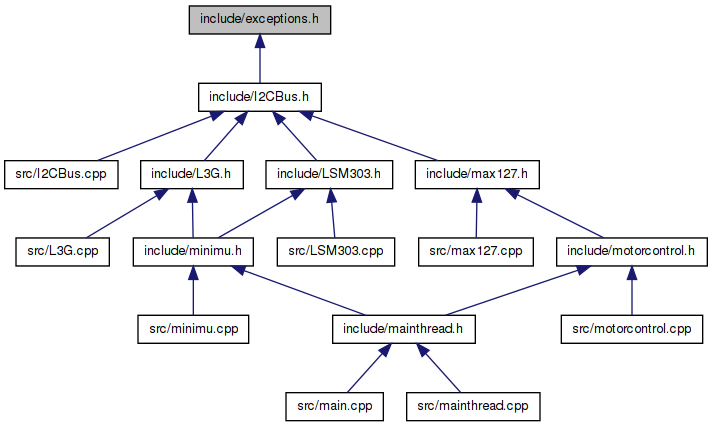 include/exceptions.h
include/I2CBus.h
src/I2CBus.cpp
include/L3G.h
include/LSM303.h
include/max127.h
src/L3G.cpp
include/minimu.h
src/LSM303.cpp
src/max127.cpp
include/motorcontrol.h
src/minimu.cpp
include/mainthread.h
src/motorcontrol.cpp
src/main.cpp
src/mainthread.cpp